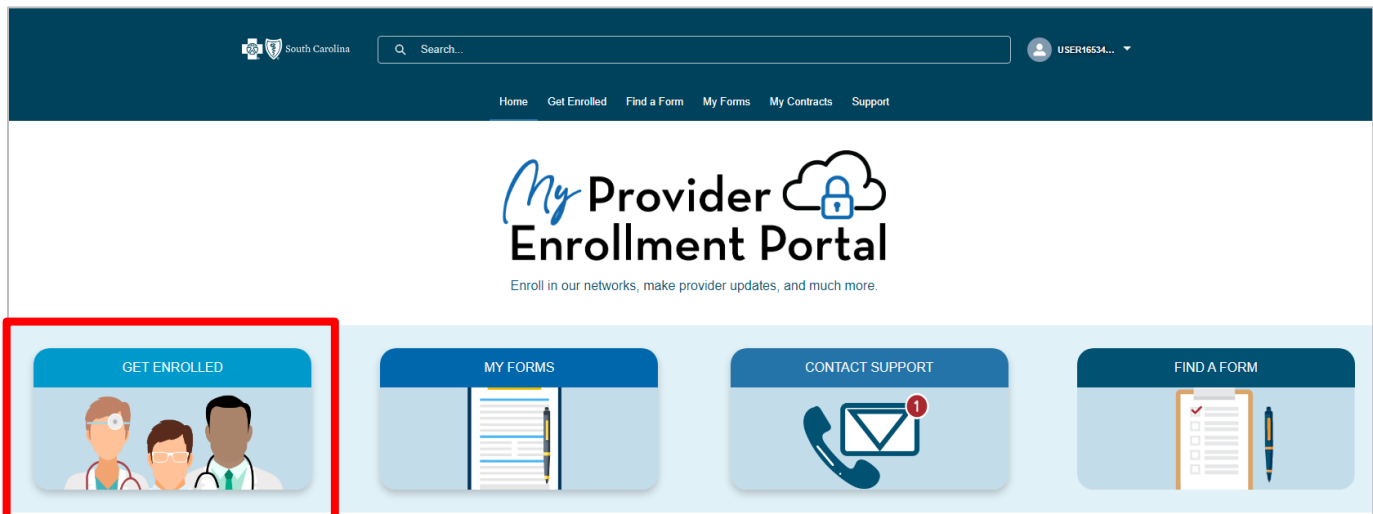 South Carolina
Search...
USER16534...
Home Get Enrolled Find a Form My Forms My Contracts Support
My Provider
Enrollment Portal
Enroll in our networks, make provider updates, and much more.
GET ENROLLED
MY FORMS
CONTACT SUPPORT
FIND A FORM
1